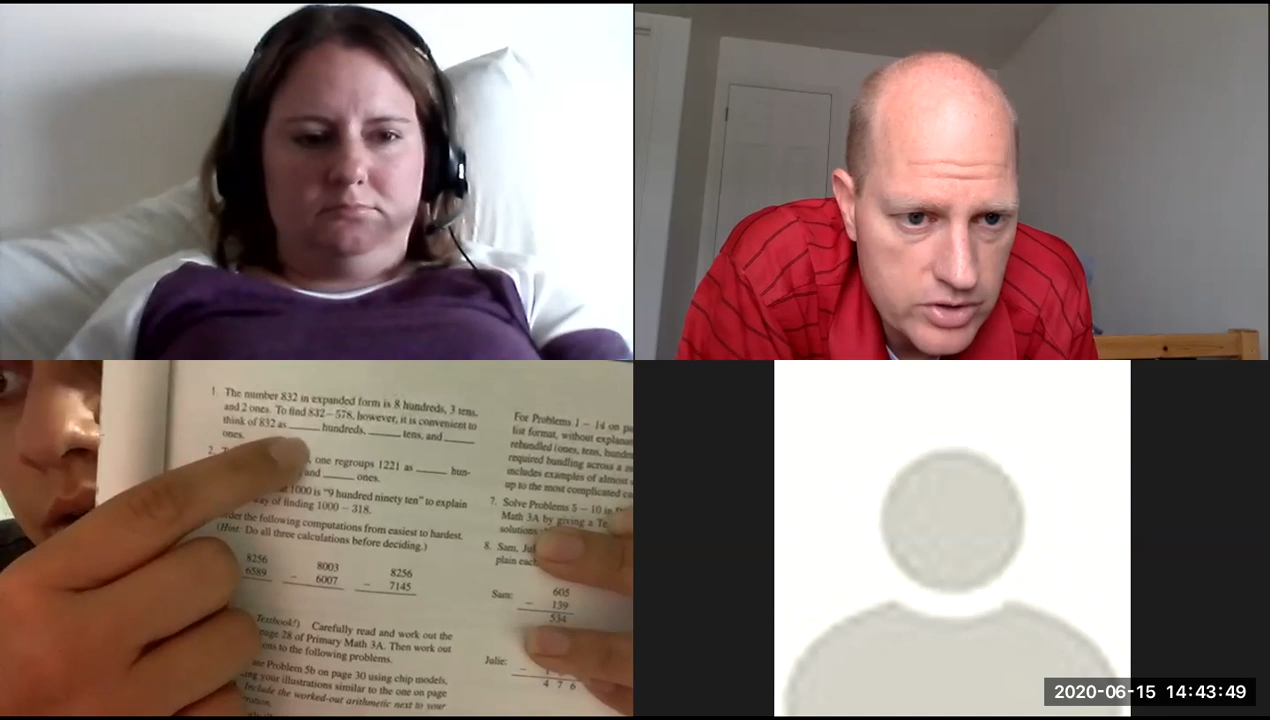 1. The number 832 in expanded form is 8 hundreds, 3 tens,
and 2 ones. To find 832 – 578, however, it is convenient to
think of 832 as ______ hundreds, ______ tens, and ______
ones.
2.
, one regroups 1221 as ______ hun-
and ______ ones.
1000 is “9 hundred ninety ten” to explain
way of finding 1000 – 318.
the following computations from easiest to hardest.
(Hint: Do all three calculations before deciding.)
8256 8003 8256
6589 – 6007 – 7145
Textbook!) Carefully read and work out the
page 28 of Primary Math 3A. Then work out
to the following problems.
Problem 5b on page 30 using chip models,
your illustrations similar to the one on page
Include the worked-out arithmetic next to your
For Problems 1 – 14 on
list format, without
rebundled (ones, tens,
required bundling across a
includes examples of almost
up to the most complicated
7. Solve Problems 5 – 10 in
Math 3A by giving a
solutions
8. Sam,
plain each
Sam: 605
– 139
534
Julie:
–
4 7 6
2020-06-15 14:43:49